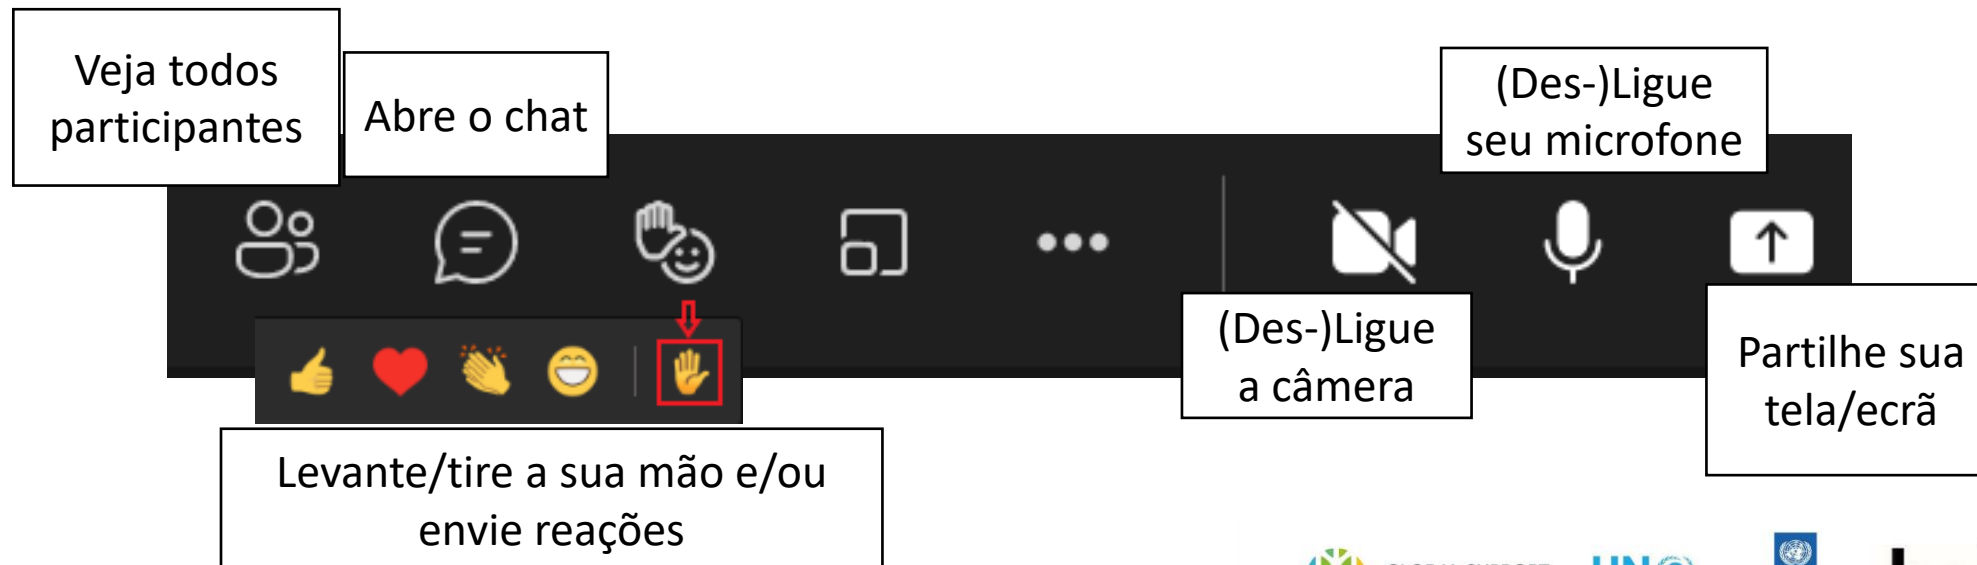 Veja todos
participantes
Abre o chat
(Des-)Ligue
seu microfone
(Des-)Ligue
a câmera
Partilhe sua
tela/ecrã
Levante/tire a sua mão e/ou
envie reações